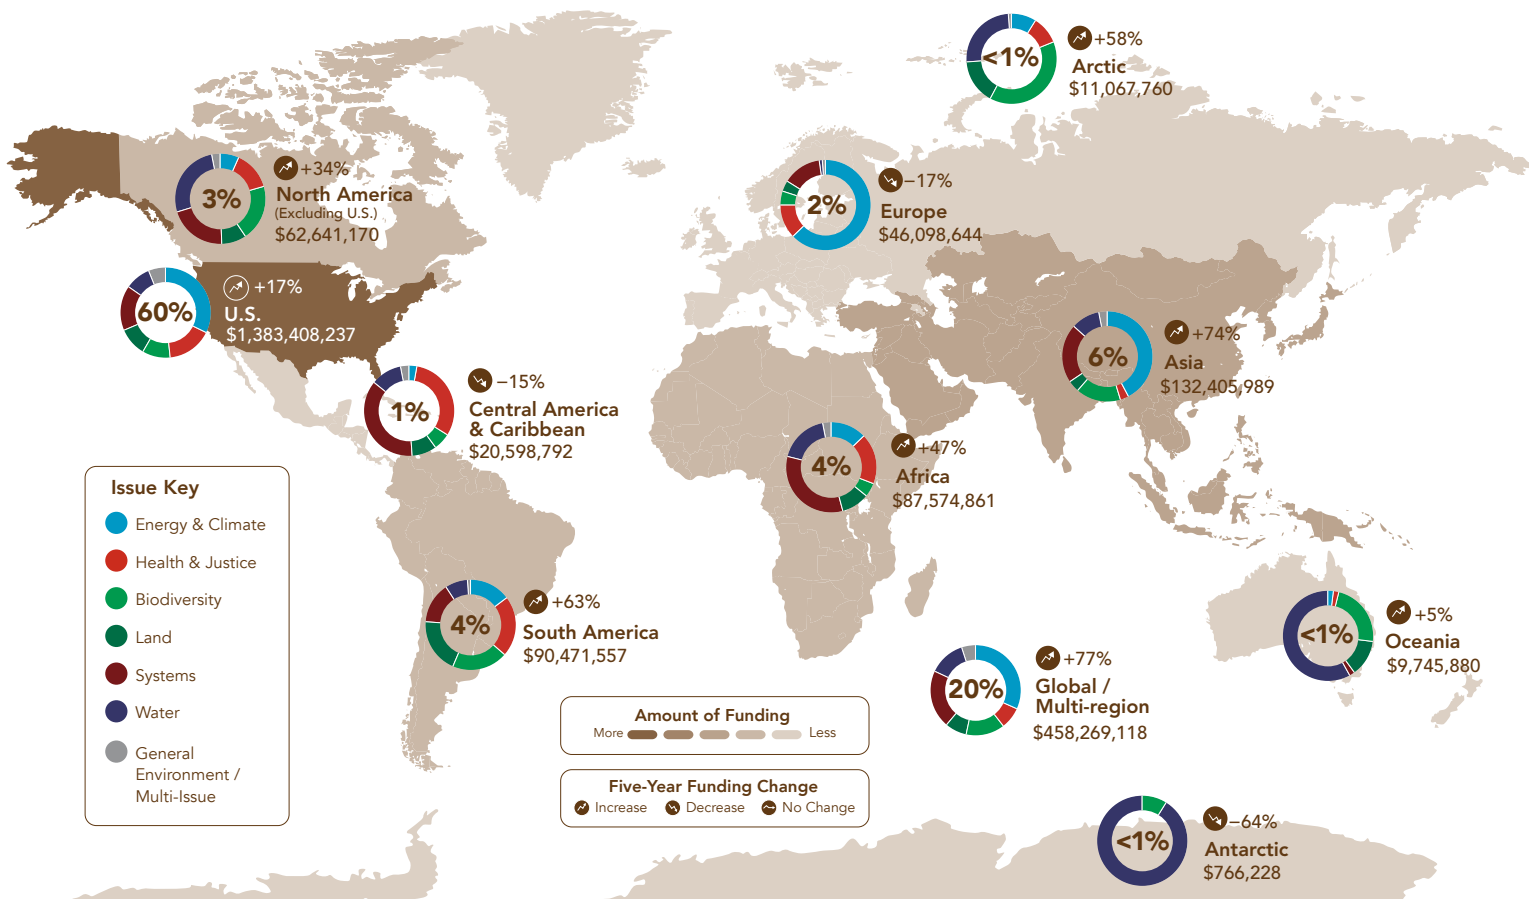 <1%
+58%
Arctic
$11,067,760
3%
+34%
North America
(Excluding U.S.)
$62,641,170
2%
−17%
Europe
$46,098,644
60%
+17%
U.S.
$1,383,408,237
6%
+74%
Asia
$132,405,989
1%
−15%
Central America
& Caribbean
$20,598,792
4%
+47%
Africa
$87,574,861
Issue Key
Energy & Climate
Health & Justice
Biodiversity
Land
Systems
Water
General
Environment /
Multi-Issue
4%
+63%
South America
$90,471,557
<1%
+5%
Oceania
$9,745,880
20%
+77%
Global /
Multi-region
$458,269,118
Amount of Funding
More Less
Five-Year Funding Change
Increase Decrease No Change
<1%
−64%
Antarctic
$766,228